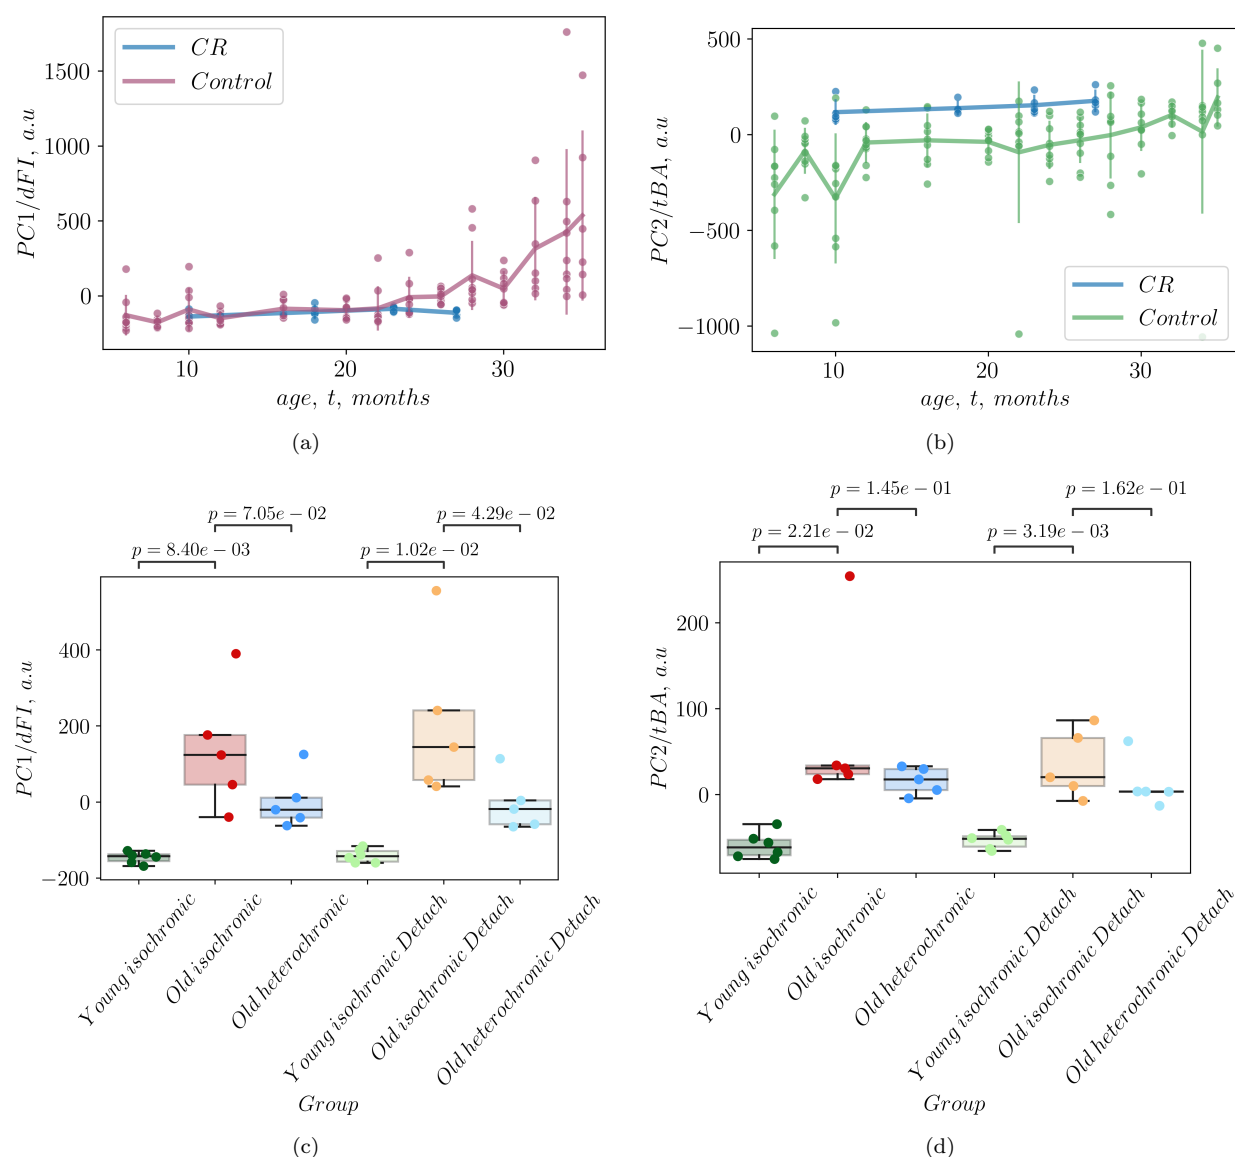 CR
Control
1500
1000
500
0
PC1/dFI, a.u
10 20 30
age, t, months
(a)
CR
Control
500
0
−500
−1000
PC2/tBA, a.u
10 20 30
age, t, months
(b)
p = 7.05e − 02 p = 4.29e − 02
p = 8.40e − 03 p = 1.02e − 02
400
200
0
−200
PC1/dFI, a.u
Young isochronic
Old isochronic
Old heterochronic
Young isochronic Detach
Old isochronic Detach
Old heterochronic Detach
Group
(c)
p = 1.45e − 01 p = 1.62e − 01
p = 2.21e − 02 p = 3.19e − 03
200
100
0
PC2/tBA, a.u
Young isochronic
Old isochronic
Old heterochronic
Young isochronic Detach
Old isochronic Detach
Old heterochronic Detach
Group
(d)